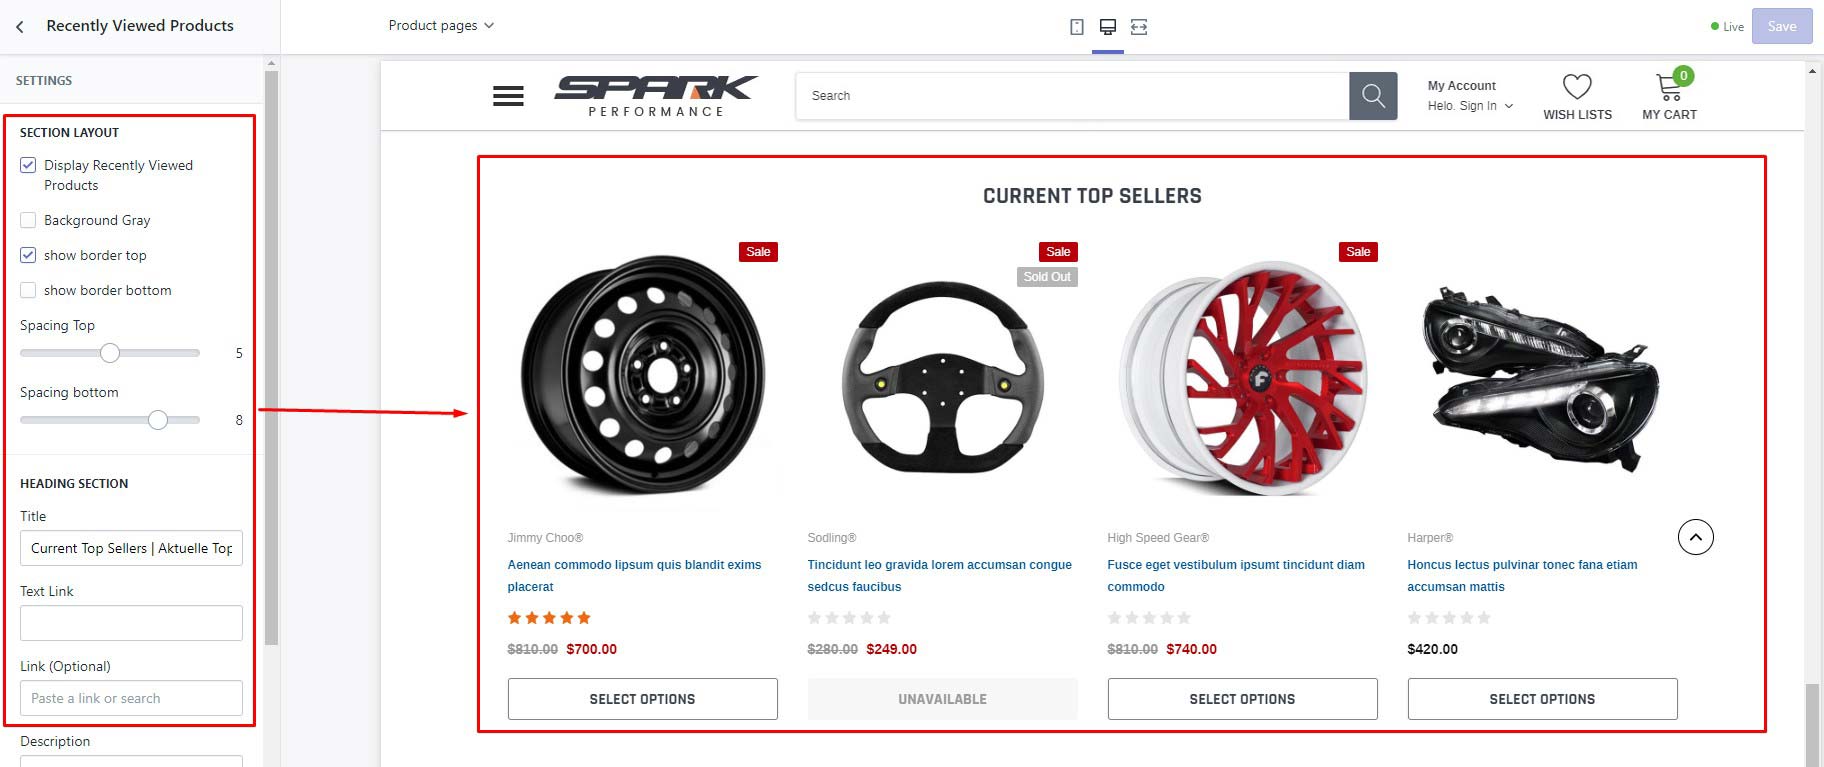 Recently Viewed Products
Product pages
Live
Save
SETTINGS
SECTION LAYOUT
Display Recently Viewed
Products
Background Gray
show border top
show border bottom
Spacing Top
5
Spacing bottom
8
HEADING SECTION
Title
Current Top Sellers | Aktuelle Top
Text Link
Link (Optional)
Paste a link or search
Description
SPARK
PERFORMANCE
Search
My Account
Helo. Sign In
WISH LISTS
0
MY CART
CURRENT TOP SELLERS
Sale
Jimmy Choo®
Aenean commodo lipsum quis blandit exims
placerat
$810.00 $700.00
SELECT OPTIONS
Sale
Sold Out
Sodling®
Tincidunt leo gravida lorem accumsan congue
sedcus faucibus
$280.00 $249.00
UNAVAILABLE
Sale
F
High Speed Gear®
Fusce eget vestibulum ipsumt tincidunt diam
commodo
$810.00 $740.00
SELECT OPTIONS
Harper®
Honcus lectus pulvinar tonec fana etiam
accumsan mattis
$420.00
SELECT OPTIONS